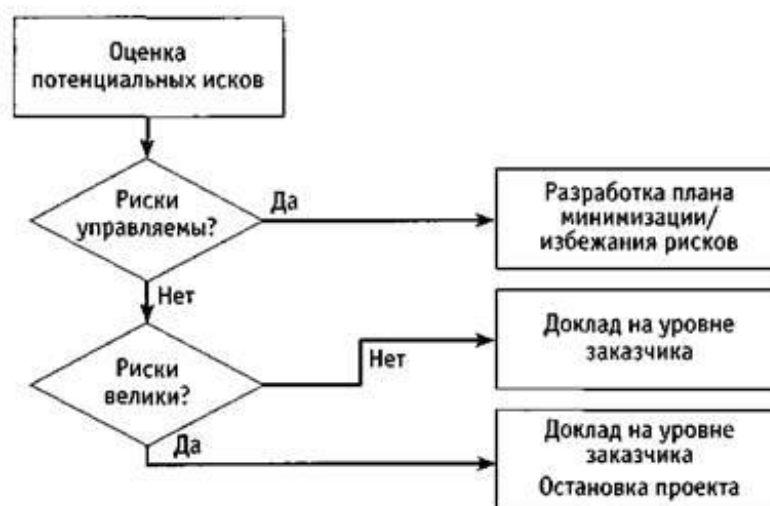 Оценка
потенциальных исков
Риски
управляемы?
Да
Разработка плана
минимизации/
избежания рисков
Нет
Риски
велики?
Нет
Доклад на уровне
заказчика
Да
Доклад на уровне
заказчика
Остановка проекта